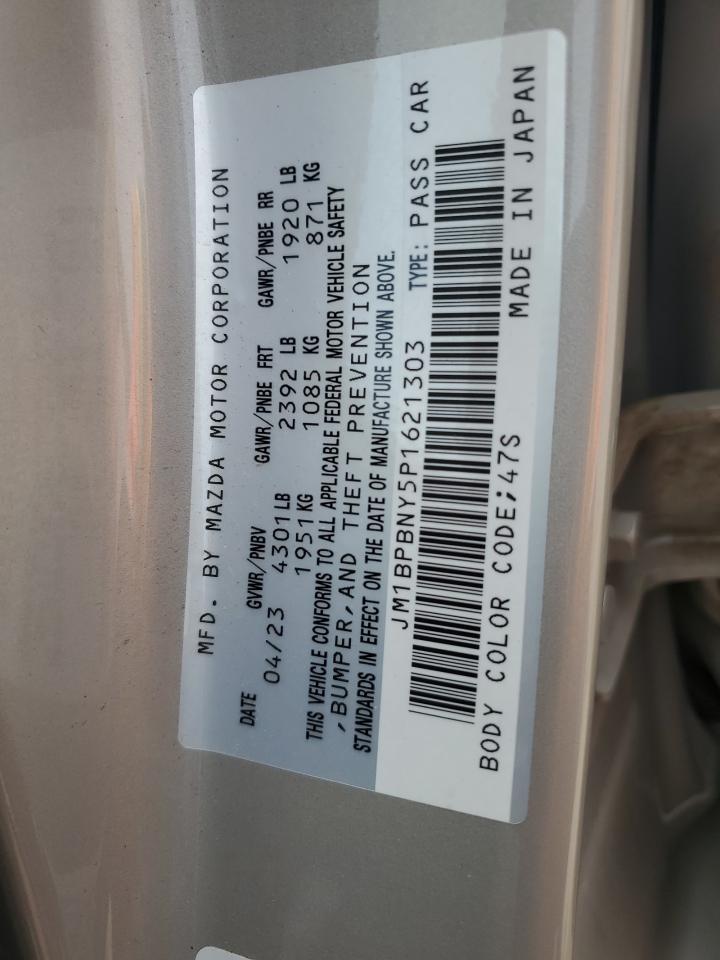 MFD. BY MAZDA MOTOR CORPORATION
DATE GVWR/PNBV GAWR/PNBE FRT GAWR/PNBE RR
04/23 4301LB 2392 LB 1920 LB
1951KG 1085 KG 871 KG
THIS VEHICLE CONFORMS TO ALL APPLICABLE FEDERAL MOTOR VEHICLE SAFETY
,BUMPER,AND THEFT PREVENTION
STANDARDS IN EFFECT ON THE DATE OF MANUFACTURE SHOWN ABOVE.
JM1BPBNY5P1621303 TYPE: PASS CAR
BODY COLOR CODE;47S MADE IN JAPAN